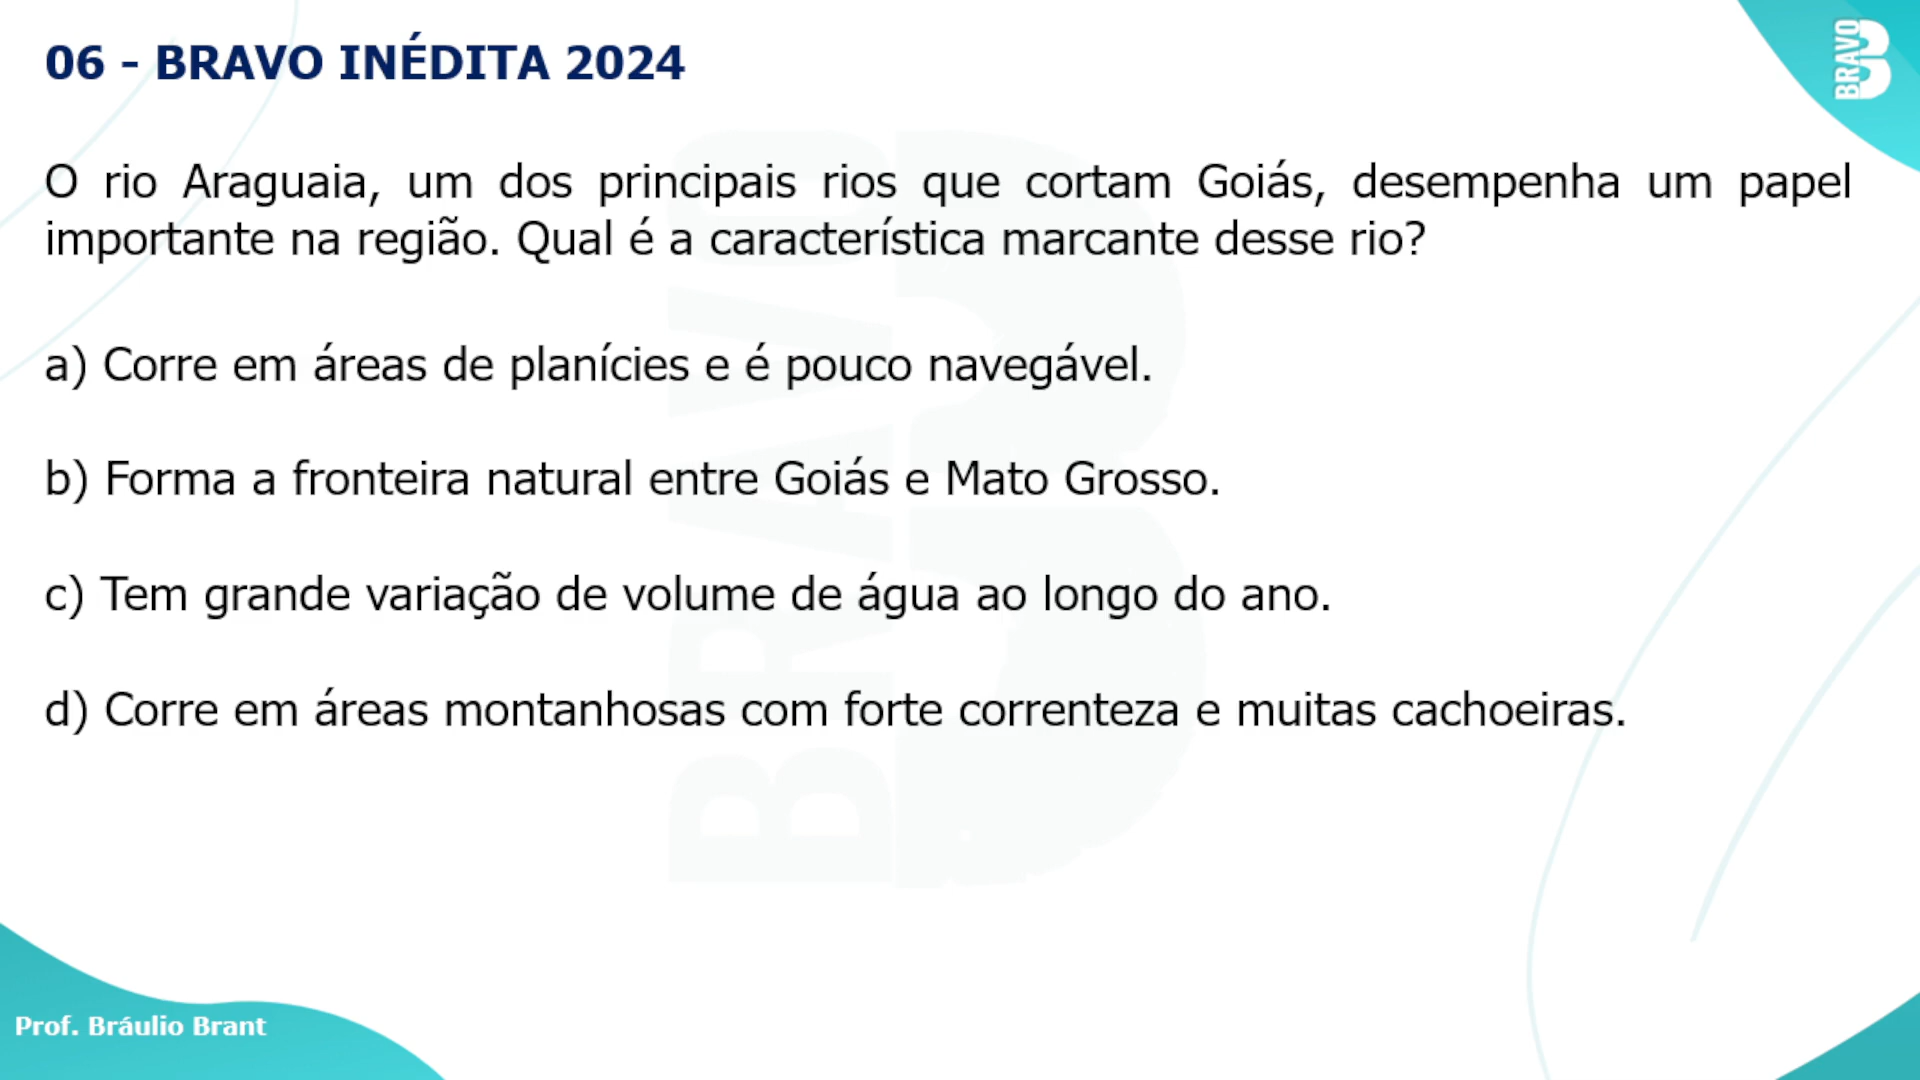 06 - BRAVO INÉDITA 2024
BRAVO
O rio Araguaia, um dos principais rios que cortam Goiás, desempenha um papel
importante na região. Qual é a característica marcante desse rio?
a) Corre em áreas de planícies e é pouco navegável.
b) Forma a fronteira natural entre Goiás e Mato Grosso.
c) Tem grande variação de volume de água ao longo do ano.
d) Corre em áreas montanhosas com forte correnteza e muitas cachoeiras.
BRAVO
Prof. Bráulio Brant